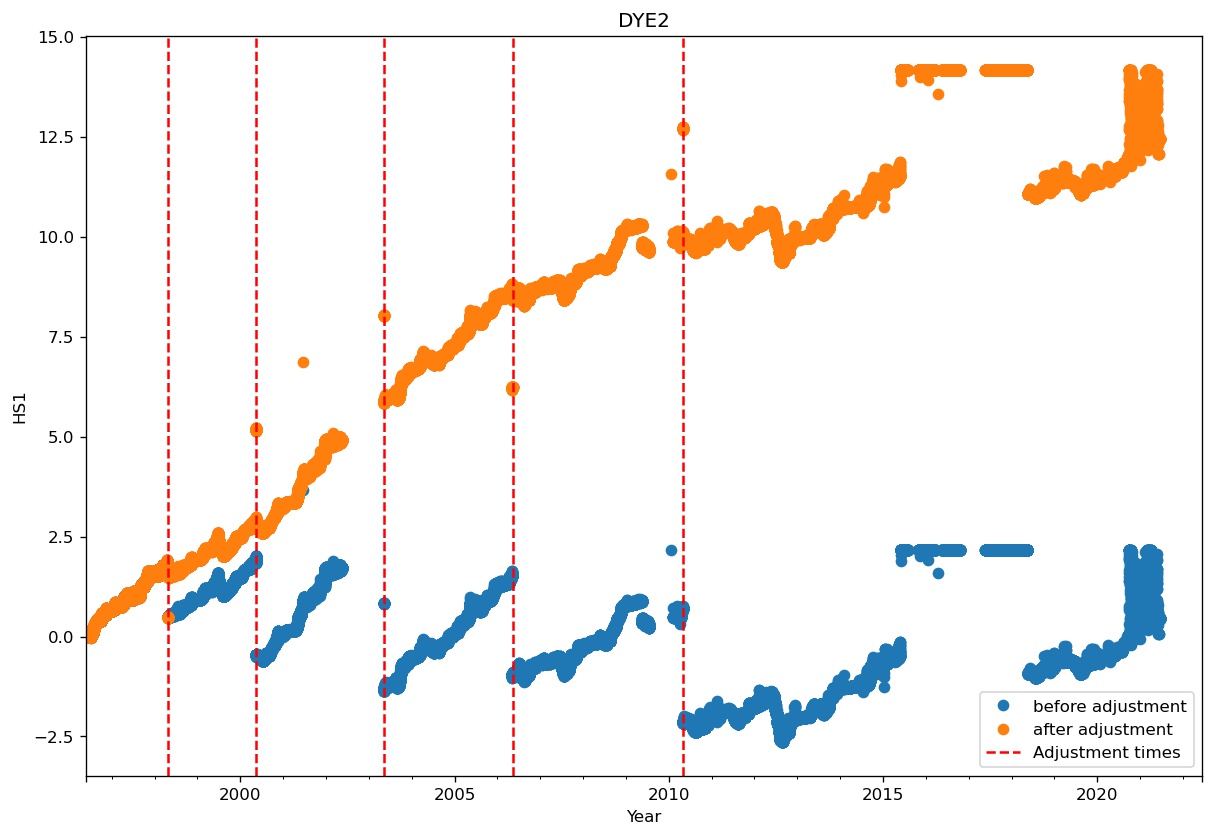 DYE2
15.0
12.5
10.0
7.5
5.0
2.5
0.0
−2.5
HS1
2000
2005
2010
2015
2020
Year
before adjustment
after adjustment
Adjustment times